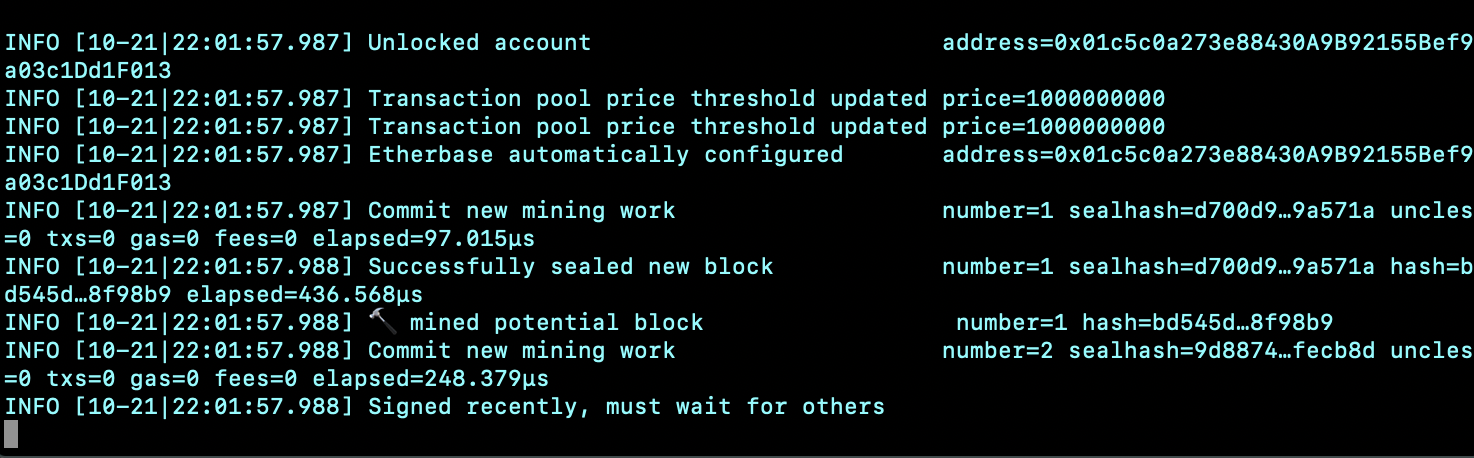 INFO [10-21|22:01:57.987] Unlocked account                         address=0x01c5c0a273e88430A9B92155Bef9
a03c1Dd1F013
INFO [10-21|22:01:57.987] Transaction pool price threshold updated price=1000000000
INFO [10-21|22:01:57.987] Transaction pool price threshold updated price=1000000000
INFO [10-21|22:01:57.987] Etherbase automatically configured       address=0x01c5c0a273e88430A9B92155Bef9
a03c1Dd1F013
INFO [10-21|22:01:57.987] Commit new mining work                   number=1 sealhash=d700d9…9a571a uncles
=0 txs=0 gas=0 fees=0 elapsed=97.015µs
INFO [10-21|22:01:57.988] Successfully sealed new block            number=1 sealhash=d700d9…9a571a hash=b
d545d…8f98b9 elapsed=436.568µs
INFO [10-21|22:01:57.988] 🔨 mined potential block                  number=1 hash=bd545d…8f98b9
INFO [10-21|22:01:57.988] Commit new mining work                   number=2 sealhash=9d8874…fecb8d uncles
=0 txs=0 gas=0 fees=0 elapsed=248.379µs
INFO [10-21|22:01:57.988] Signed recently, must wait for others